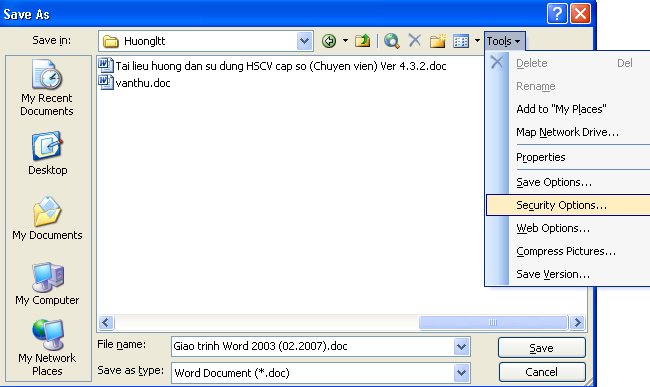 Save As
Save in:
Huongltt
Tools
My Recent
Documents
Desktop
My Documents
My Computer
My Network
Places
Tai lieu huong dan su dung HSCV cap so (Chuyen vien) Ver 4.3.2.doc
vanthu.doc
Delete Del
Rename
Add to "My Places"
Map Network Drive...
Properties
Save Options...
Security Options...
Web Options...
Compress Pictures...
Save Version...
File name:
Giao trinh Word 2003 (02.2007).doc
Save
Save as type:
Word Document (*.doc)
Cancel